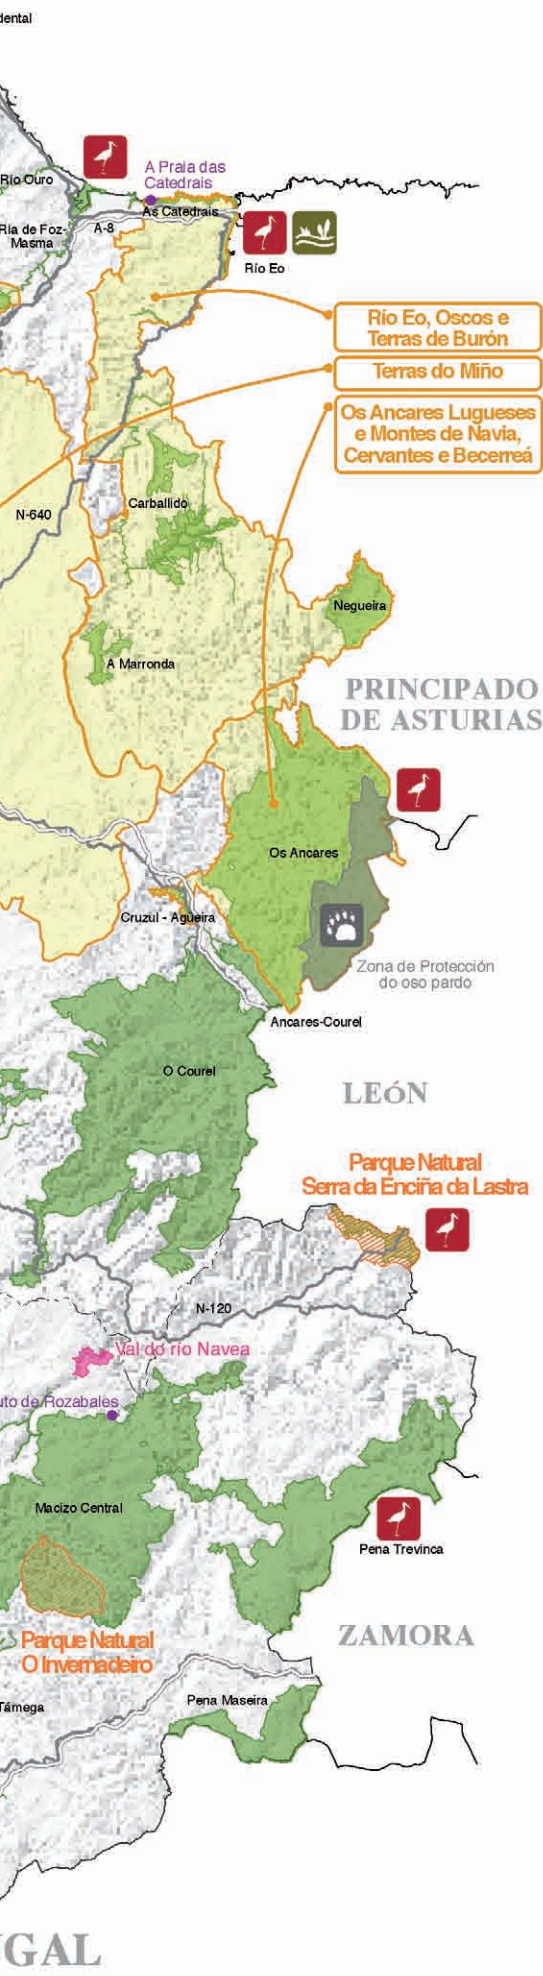 A Praia das
Catedrais
Río Ouro
As Catedrais
Ría de Foz-
Masma
A-8
Río Eo
Río Eo, Oscos e
Terras de Burón
Terras do Miño
Os Ancares Lugueses
e Montes de Navia,
Cervantes e Becerreá
Carballido
N-640
Negueira
A Marronda
PRINCIPADO
DE ASTURIAS
Os Ancares
Cruzul - Agüeira
Zona de Protección
do oso pardo
Ancares-Courel
O Courel
LEÓN
Parque Natural
Serra da Enciña da Lastra
N-120
Val do río Navea
de Rozabales
Macizo Central
Pena Trevinca
ZAMORA
Parque Natural
O Invernadeiro
Pena Maseira
Támega